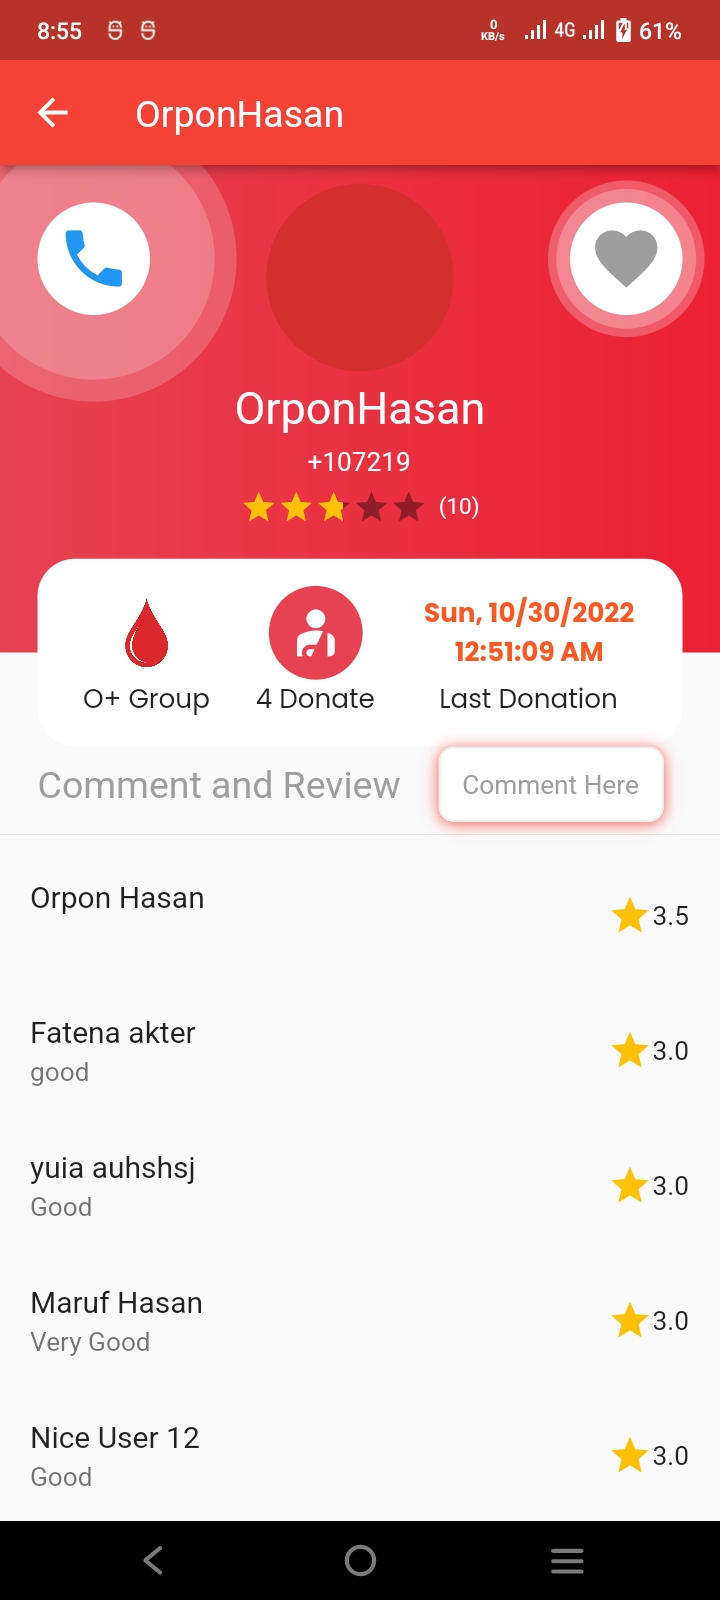 8:55
0
KB/s
4G
61%
OrponHasan
OrponHasan
+107219
(10)
Sun, 10/30/2022
12:51:09 AM
O+ Group
4 Donate
Last Donation
Comment and Review
Comment Here
Orpon Hasan
3.5
Fatena akter
good
3.0
yuia auhshsj
Good
3.0
Maruf Hasan
Very Good
3.0
Nice User 12
Good
3.0